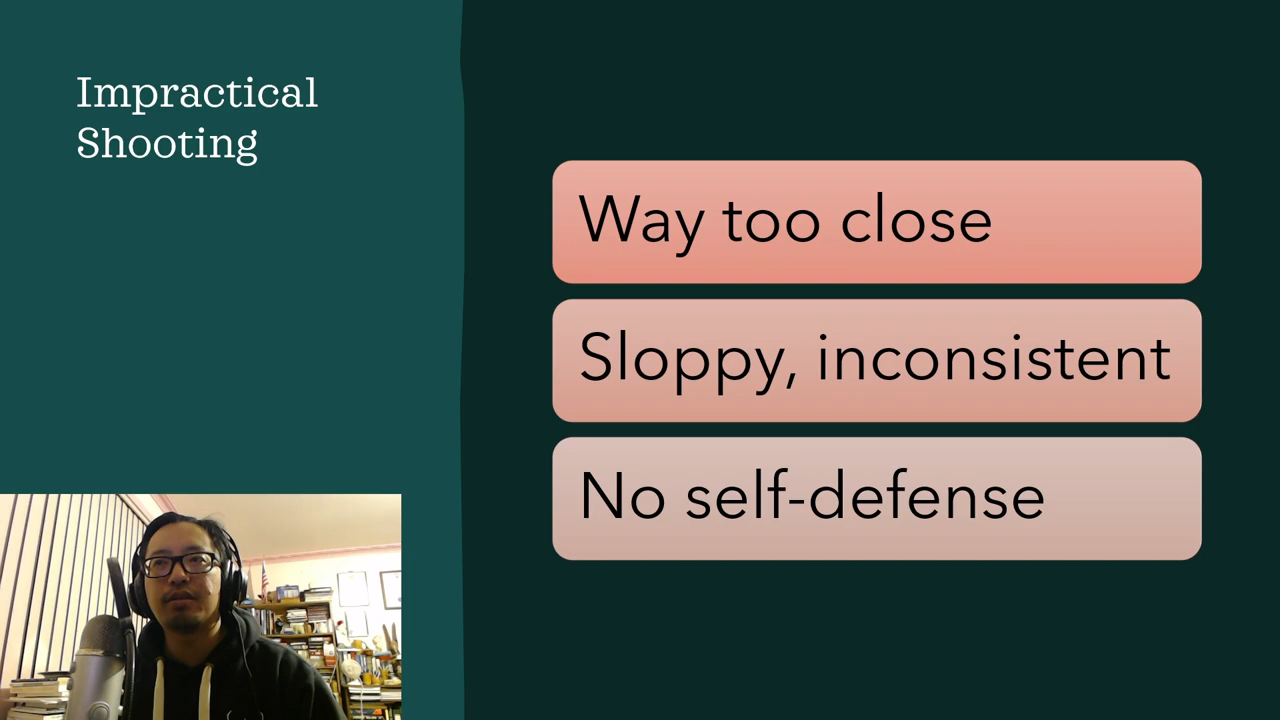 Impractical
Shooting
Way too close
Sloppy, inconsistent
No self-defense